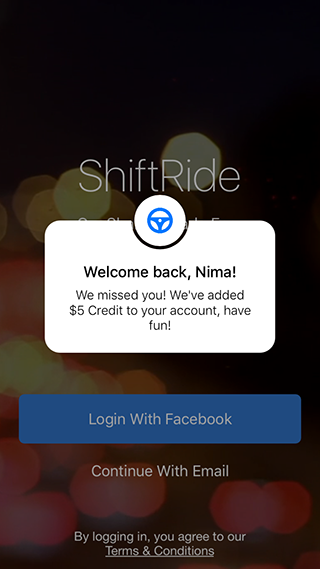 ShiftRide
Welcome back, Nima!
We missed you! We've added
$5 Credit to your account, have
fun!
Login With Facebook
Continue With Email
By logging in, you agree to our
Terms & Conditions